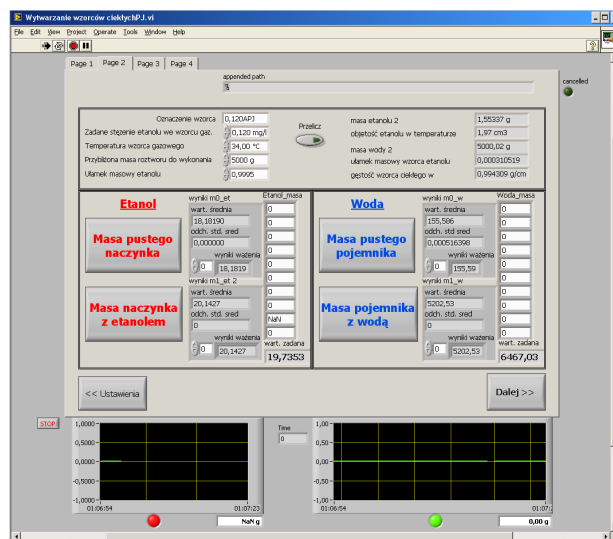 Wytwarzanie wzorców ciekłychPJ.vi
File Edit View Project Operate Tools Window Help
Page 1 Page 2 Page 3 Page 4
appended path
cancelled
Oznaczenie wzorca 0,120APJ
Zadane stężenie etanolu we wzorcu gaz. 0,120 mg/l
Temperatura wzorca gazowego 34,00 °C
Przybliżona masa roztworu do wykonania 5000 g
Ułamek masowy etanolu 0,9995
Przelicz
masa etanolu 2 1,55337 g
objetość etanolu w temperaturze 1,97 cm3
masa wody 2 5000,02 g
ułamek masowy wzorca etanolu 0,000310519
gęstość wzorca ciekłego w 0,994309 g/cm
Etanol
Masa pustego naczynka
wyniki m0_et
wart. średnia
18,18190
odch. std. sred
0,000000
wyniki ważenia
0 18,1819
Etanol_masa
0
0
0
0
0
0
0
0
NaN
0
Masa naczynka z etanolem
wyniki m1_et 2
wart. średnia
20,1427
odch. std. sred
0
wyniki ważenia
0 20,1427
wart. zadana
19,7353
Woda
Masa pustego pojemnika
wyniki m0_w
wart. średnia
155,586
odch. std. sred
0,000516398
wyniki ważenia
0 155,59
Woda_masa
0
0
0
0
0
0
0
0
0
0
Masa pojemnika z wodą
wyniki m1_w
wart. średnia
5202,53
odch. std. sred
0
wyniki ważenia
0 5202,53
wart. zadana
6467,03
<< Ustawienia
Dalej >>
STOP
1,0000
0,5000
0,0000
-0,5000
-1,0000
01:06:54 01:07:23
NaN g
Time
0
1,00
0,50
0,00
-0,50
-1,00
01:06:54 01:07:
0,00 g